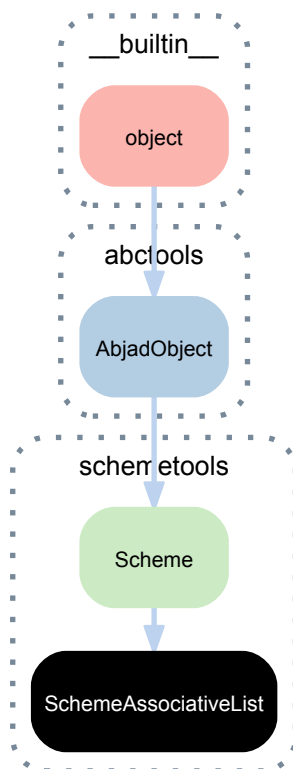 __builtin__
object
abctools
AbjadObject
schemetools
Scheme
SchemeAssociativeList